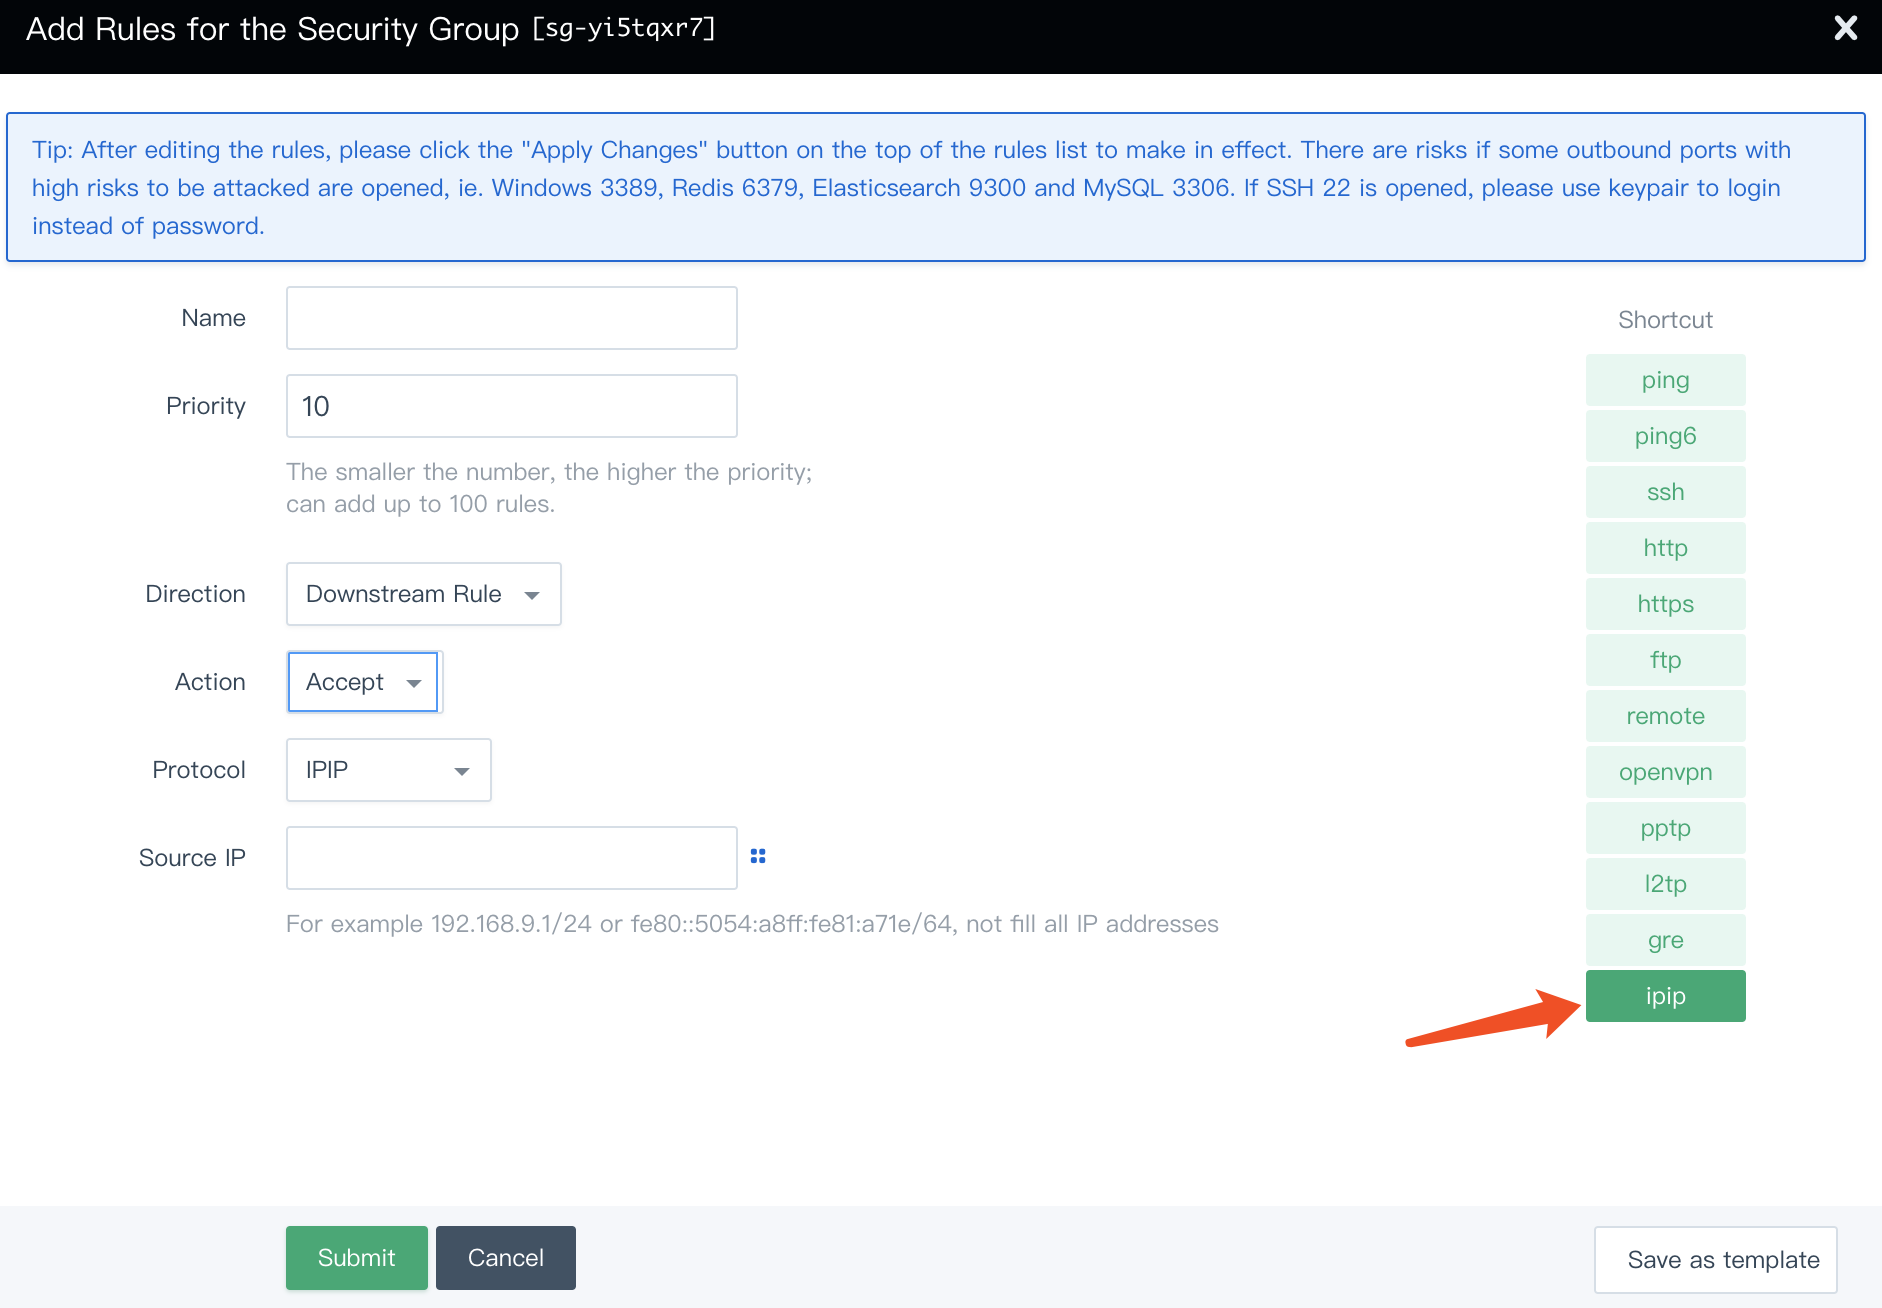 Add Rules for the Security Group [sg-yi5tqxr7]
Tip: After editing the rules, please click the "Apply Changes" button on the top of the rules list to make in effect. There are risks if some outbound ports with
high risks to be attacked are opened, ie. Windows 3389, Redis 6379, Elasticsearch 9300 and MySQL 3306. If SSH 22 is opened, please use keypair to login
instead of password.
Name
Priority
10
The smaller the number, the higher the priority;
can add up to 100 rules.
Direction
Downstream Rule
Action
Accept
Protocol
IPIP
Source IP
For example 192.168.9.1/24 or fe80::5054:a8ff:fe81:a71e/64, not fill all IP addresses
Shortcut
ping
ping6
ssh
http
https
ftp
remote
openvpn
pptp
l2tp
gre
ipip
Submit
Cancel
Save as template